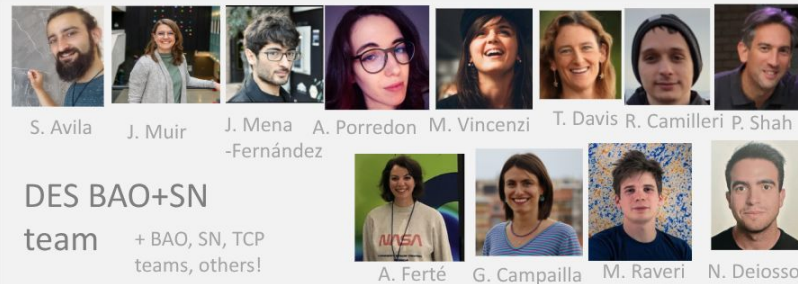 S. Avila
J. Muir
J. Mena
-Fernández
A. Porredon
M. Vincenzi
T. Davis
R. Camilleri
P. Shah
DES BAO+SN
team
+ BAO, SN, TCP
teams, others!
NASA
A. Ferté
G. Campailla
M. Raveri
N. Deiosso